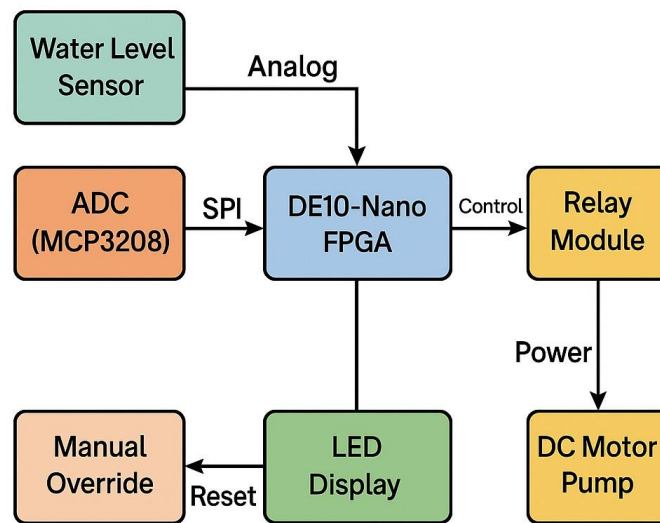 Water Level
Sensor
Analog
ADC
(MCP3208)
SPI
DE10-Nano
FPGA
Control
Relay
Module
Power
Manual
Override
Reset
LED
Display
DC Motor
Pump